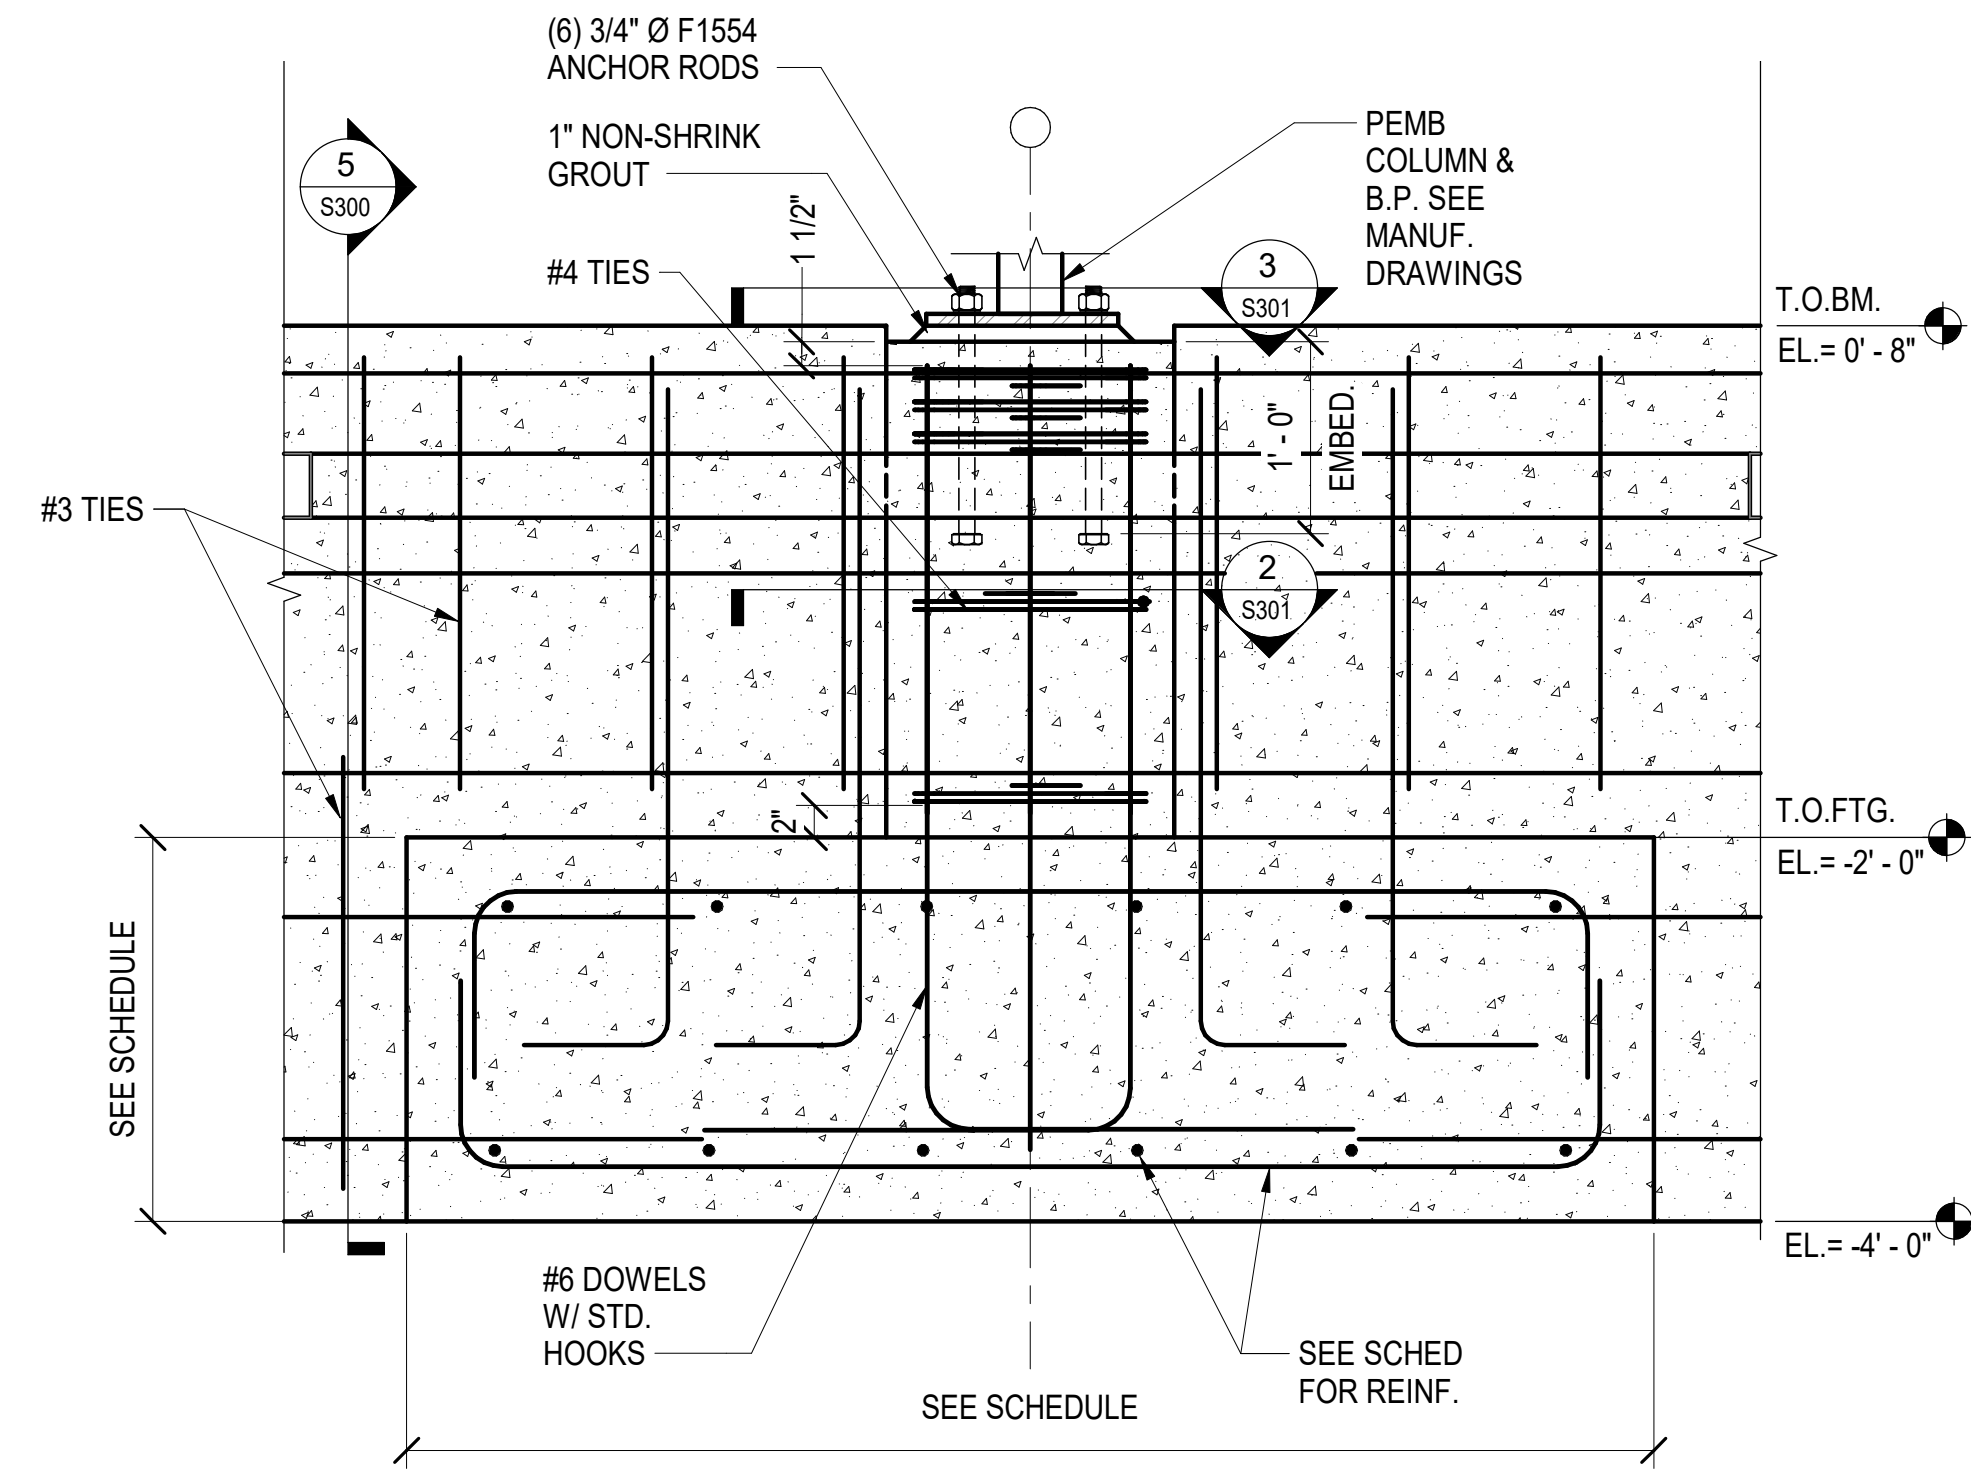 (6) 3/4" Ø F1554
ANCHOR RODS
1" NON-SHRINK
GROUT
#4 TIES
1 1/2"
5
S300
PEMB
COLUMN &
B.P. SEE
MANUF.
DRAWINGS
3
S301
T.O.BM.
EL.= 0' - 8"
1' - 0"
EMBED.
#3 TIES
2
S301
2"
T.O.FTG.
EL.= -2' - 0"
SEE SCHEDULE
EL.= -4' - 0"
#6 DOWELS
W/ STD.
HOOKS
SEE SCHED
FOR REINF.
SEE SCHEDULE